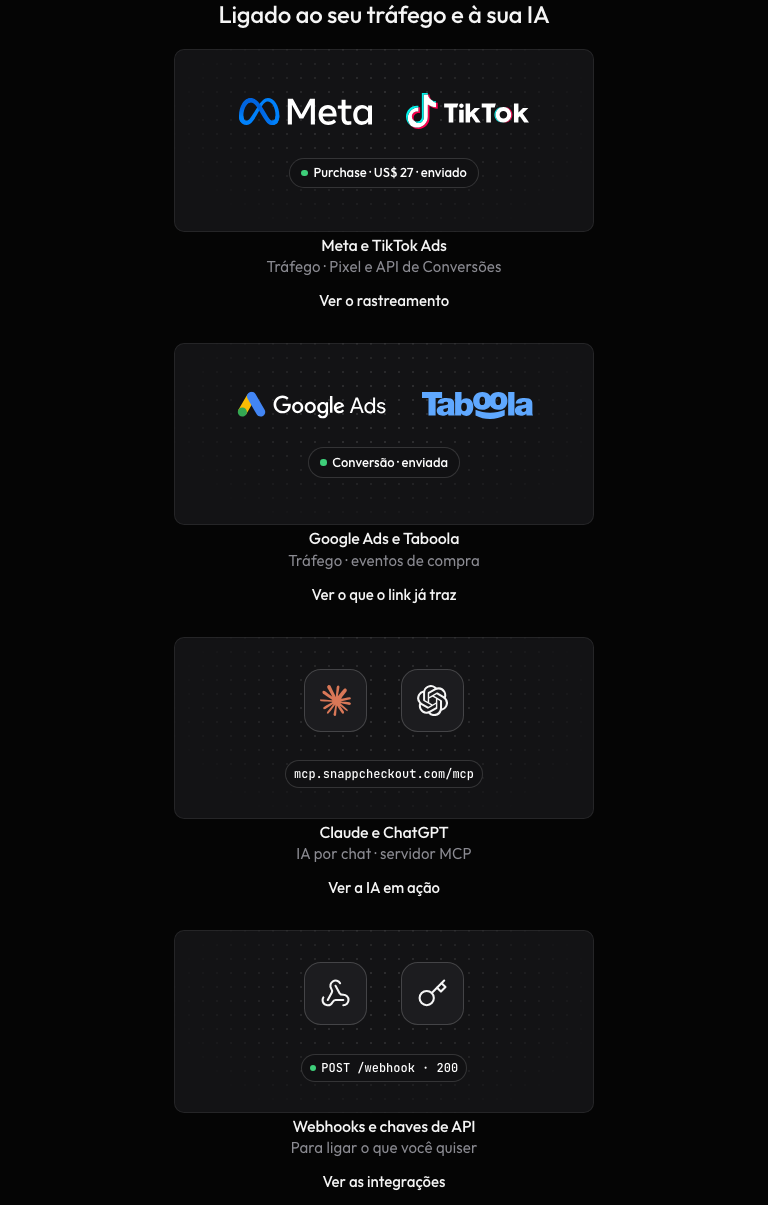 Ligado ao seu tráfego e à sua IA
Meta TikTok
Purchase · US$ 27 · enviado
Meta e TikTok Ads
Tráfego · Pixel e API de Conversões
Ver o rastreamento
Google Ads Taboola
Conversão · enviada
Google Ads e Taboola
Tráfego · eventos de compra
Ver o que o link já traz
mcp.snappcheckout.com/mcp
Claude e ChatGPT
IA por chat · servidor MCP
Ver a IA em ação
POST /webhook · 200
Webhooks e chaves de API
Para ligar o que você quiser
Ver as integrações